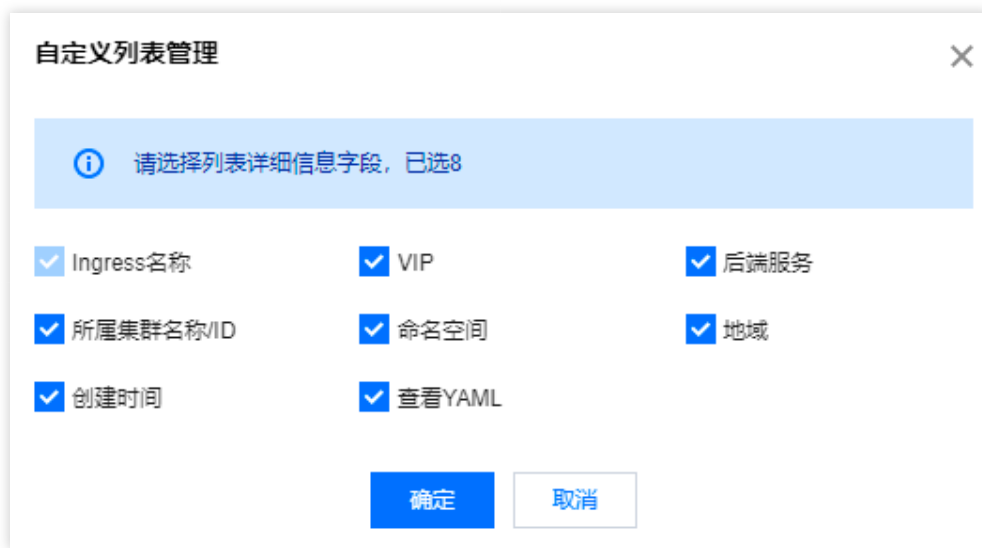 自定义列表管理
请选择列表详细信息字段，已选8
Ingress名称 VIP 后端服务
所属集群名称/ID 命名空间 地域
创建时间 查看YAML
确定 取消